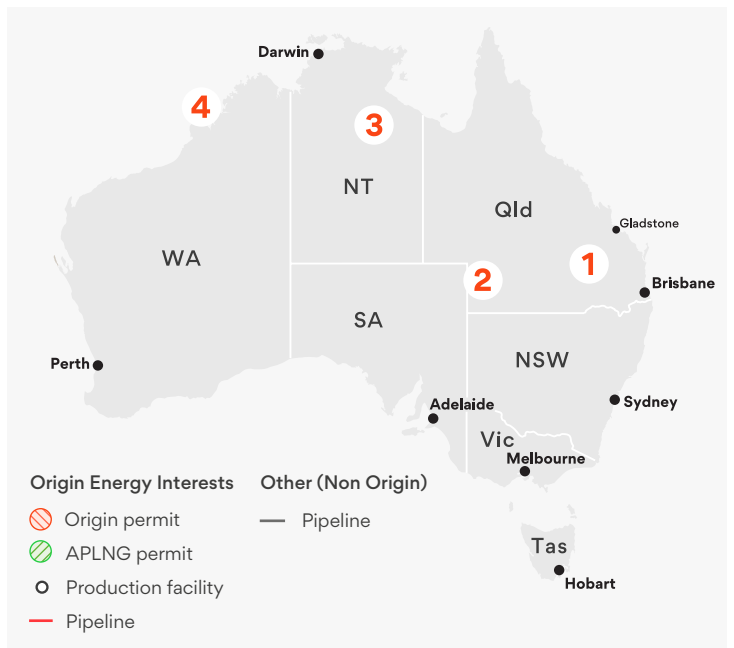 Darwin
4
3
NT
Qld
Gladstone
WA
1
2
Brisbane
SA
NSW
Perth
Adelaide
Sydney
Vic
Melbourne
Origin Energy Interests
Other (Non Origin)
Origin permit
Pipeline
APLNG permit
Tas
Production facility
Hobart
Pipeline